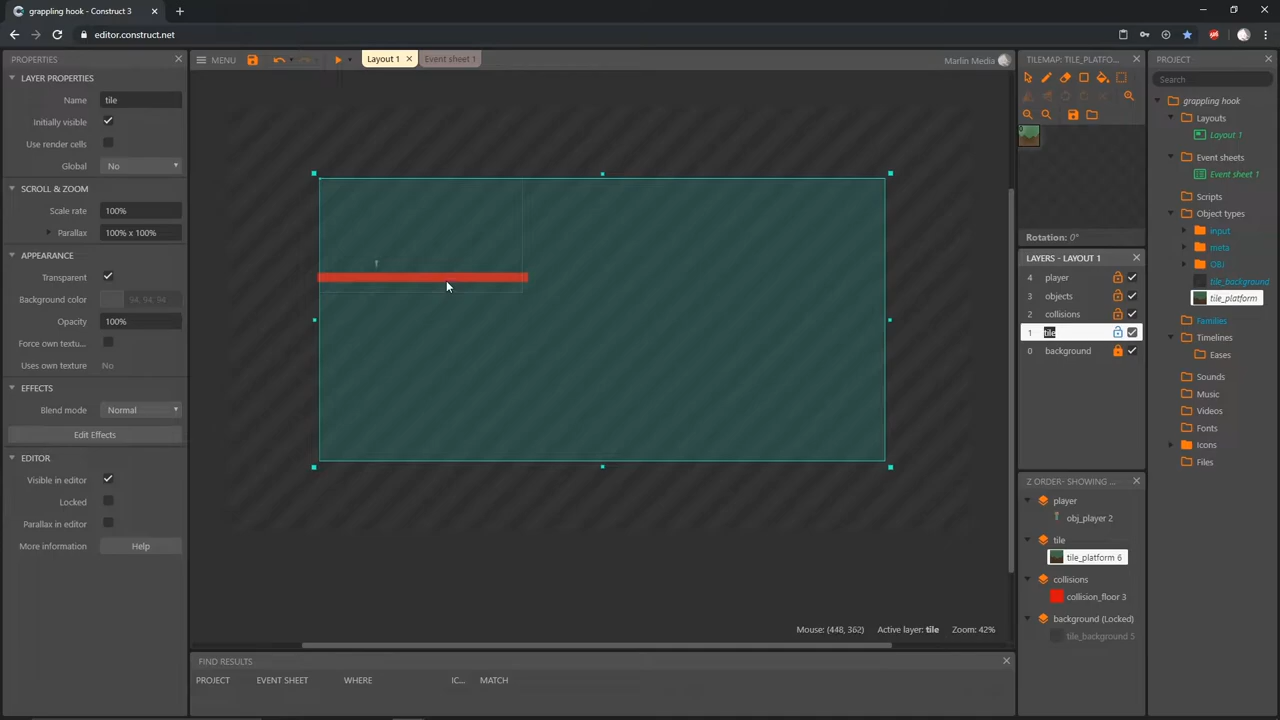 grappling hook - Construct 3
editor.construct.net
PROPERTIES
LAYER PROPERTIES
Name tile
Initially visible
Use render cells
Global No
SCROLL & ZOOM
Scale rate 100%
Parallax 100% x 100%
APPEARANCE
Transparent
Background color 94, 94, 94
Opacity 100%
Force own textu...
Uses own texture No
EFFECTS
Blend mode Normal
Edit Effects
EDITOR
Visible in editor
Locked
Parallax in editor
More information Help
MENU
Layout 1
Event sheet 1
Marlin Media
Mouse: (448, 362) Active layer: tile Zoom: 42%
FIND RESULTS
PROJECT EVENT SHEET WHERE IC... MATCH
TILEMAP: TILE_PLATFO...
Rotation: 0°
LAYERS - LAYOUT 1
4 player
3 objects
2 collisions
1 tile
0 background
Z ORDER- SHOWING ...
player
obj_player 2
tile
tile_platform 6
collisions
collision_floor 3
background (Locked)
tile_background 5
PROJECT
Search
grappling hook
Layouts
Layout 1
Event sheets
Event sheet 1
Scripts
Object types
input
meta
OBJ
tile_background
tile_platform
Families
Timelines
Eases
Sounds
Music
Videos
Fonts
Icons
Files